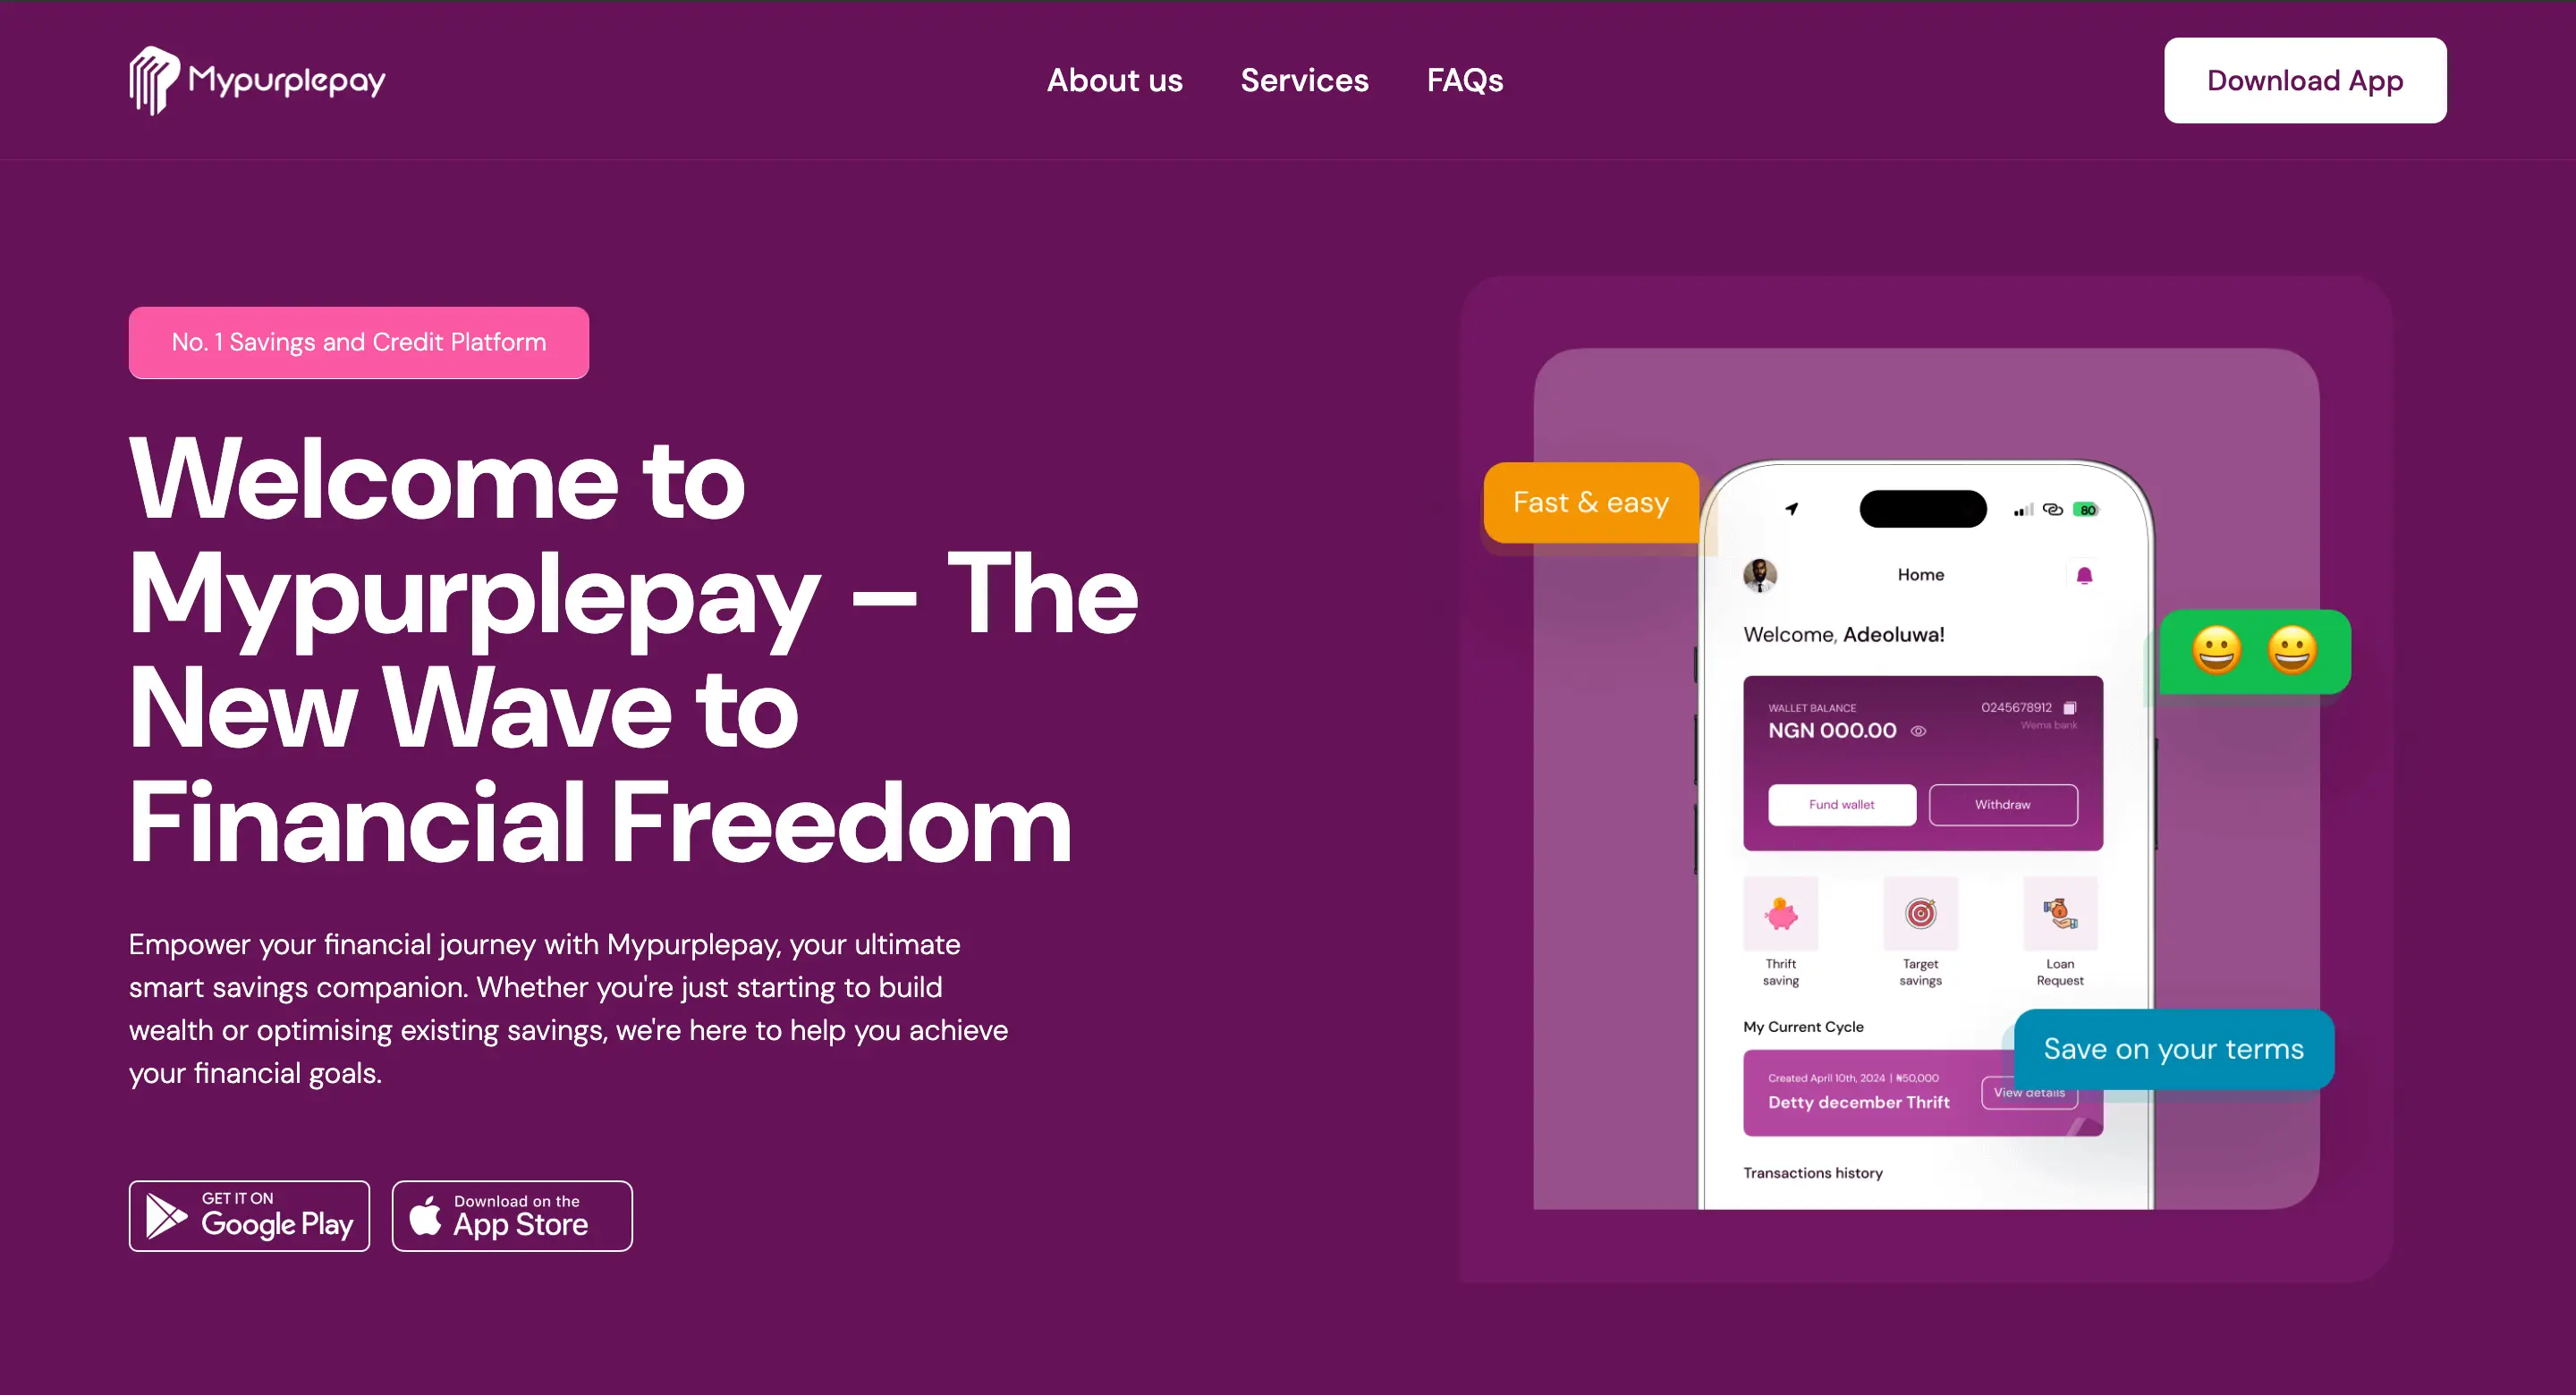 Mypurplepay
About us
Services
FAQs
Download App
No. 1 Savings and Credit Platform
Welcome to
Mypurplepay – The
New Wave to
Financial Freedom
Empower your financial journey with Mypurplepay, your ultimate
smart savings companion. Whether you're just starting to build
wealth or optimising existing savings, we're here to help you achieve
your financial goals.
GET IT ON
Google Play
Download on the
App Store
Fast & easy
80
Home
Welcome, Adeoluwa!
WALLET BALANCE
0245678912
NGN 000.00
Wema bank
Fund wallet
Withdraw
Thrift
saving
Target
savings
Loan
Request
My Current Cycle
Save on your terms
Created April 10th, 2024 | ₦50,000
View details
Detty december Thrift
Transactions history